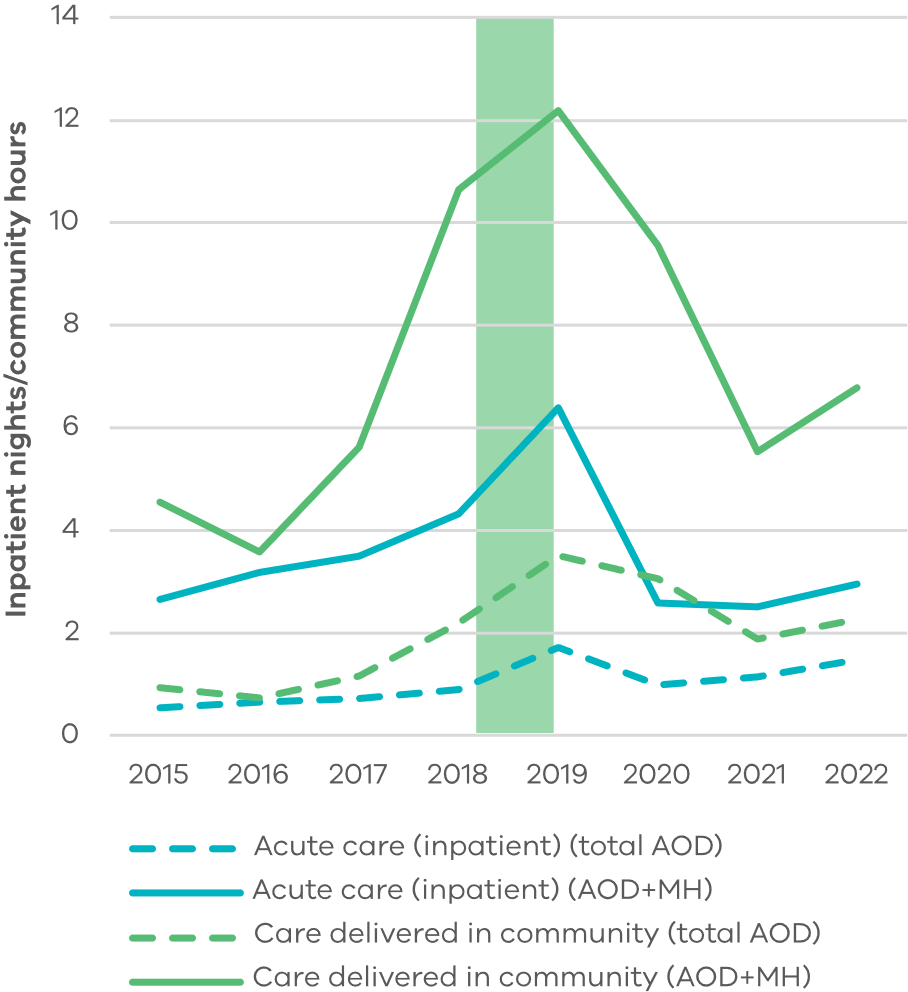 Inpatient nights/community hours
14
12
10
8
6
4
2
0
2015 2016 2017 2018 2019 2020 2021 2022
Acute care (inpatient) (total AOD)
Acute care (inpatient) (AOD+MH)
Care delivered in community (total AOD)
Care delivered in community (AOD+MH)